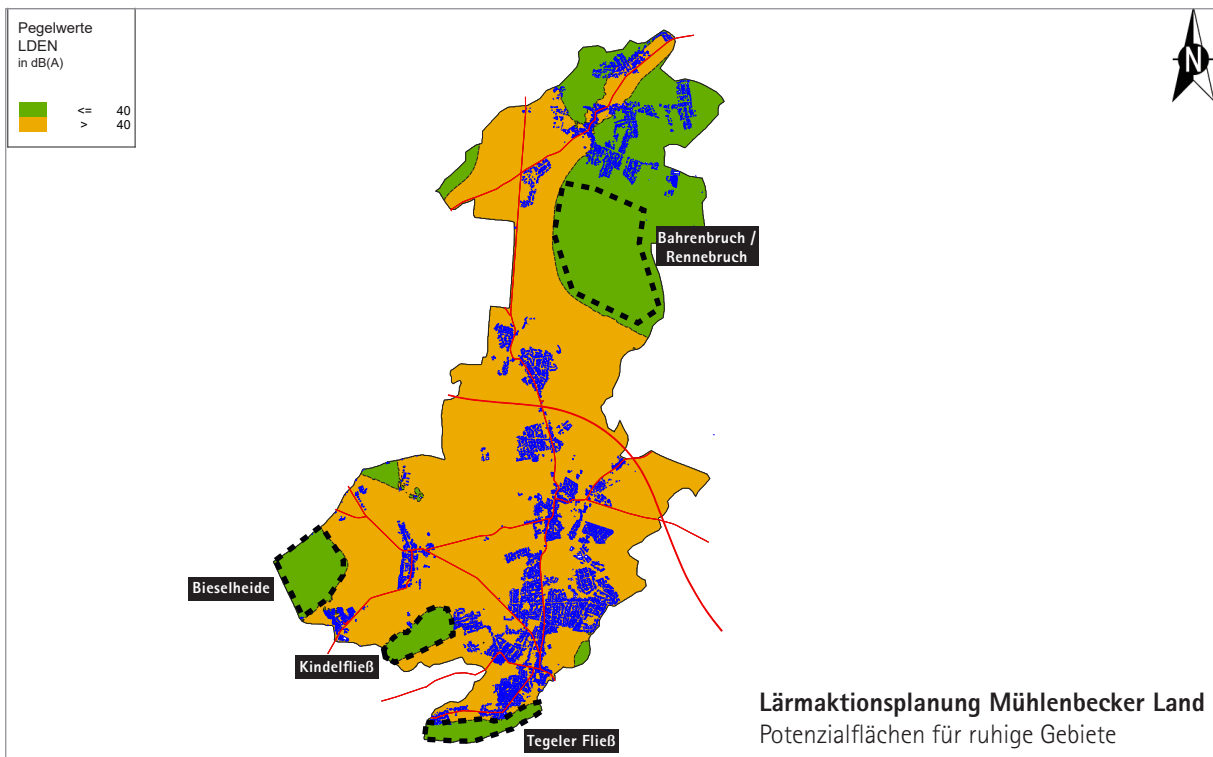 Pegelwerte
LDEN
in dB(A)
<= 40
> 40
N
Bahrenbruch /
Rennebruch
Bieselheide
Kindelfließ
Tegeler Fließ
Lärmaktionsplanung Mühlenbecker Land
Potenzialflächen für ruhige Gebiete